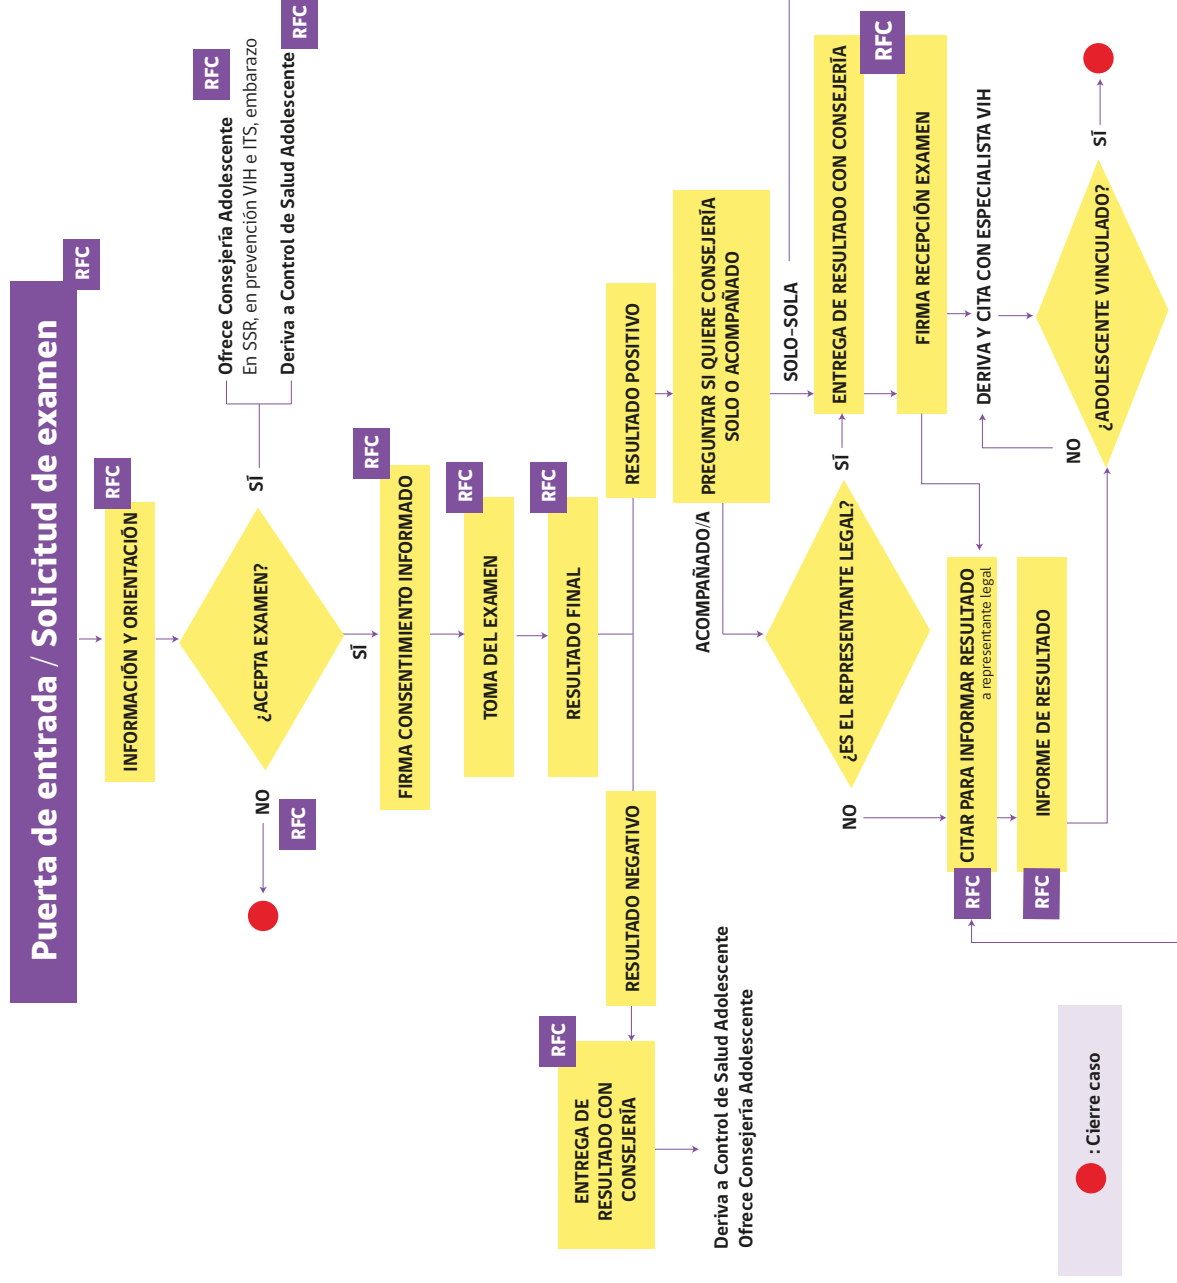 Puerta de entrada / Solicitud de examen
RFC
INFORMACIÓN Y ORIENTACIÓN
RFC
¿ACEPTA EXAMEN?
NO
RFC
SÍ
Ofrece Consejería Adolescente
RFC
En SSR, en prevención VIH e ITS, embarazo
Deriva a Control de Salud Adolescente
RFC
SÍ
FIRMA CONSENTIMIENTO INFORMADO
RFC
TOMA DEL EXAMEN
RFC
RESULTADO FINAL
RFC
RESULTADO NEGATIVO
RESULTADO POSITIVO
ENTREGA DE
RESULTADO CON
CONSEJERÍA
RFC
Deriva a Control de Salud Adolescente
Ofrece Consejería Adolescente
PREGUNTAR SI QUIERE CONSEJERÍA
SOLO O ACOMPAÑADO
ACOMPAÑADO/A
SOLO-SOLA
¿ES EL REPRESENTANTE LEGAL?
NO
SÍ
ENTREGA DE RESULTADO CON CONSEJERÍA
RFC
FIRMA RECEPCIÓN EXAMEN
CITAR PARA INFORMAR RESULTADO
a representante legal
RFC
INFORME DE RESULTADO
RFC
DERIVA Y CITA CON ESPECIALISTA VIH
NO
¿ADOLESCENTE VINCULADO?
SÍ
: Cierre caso